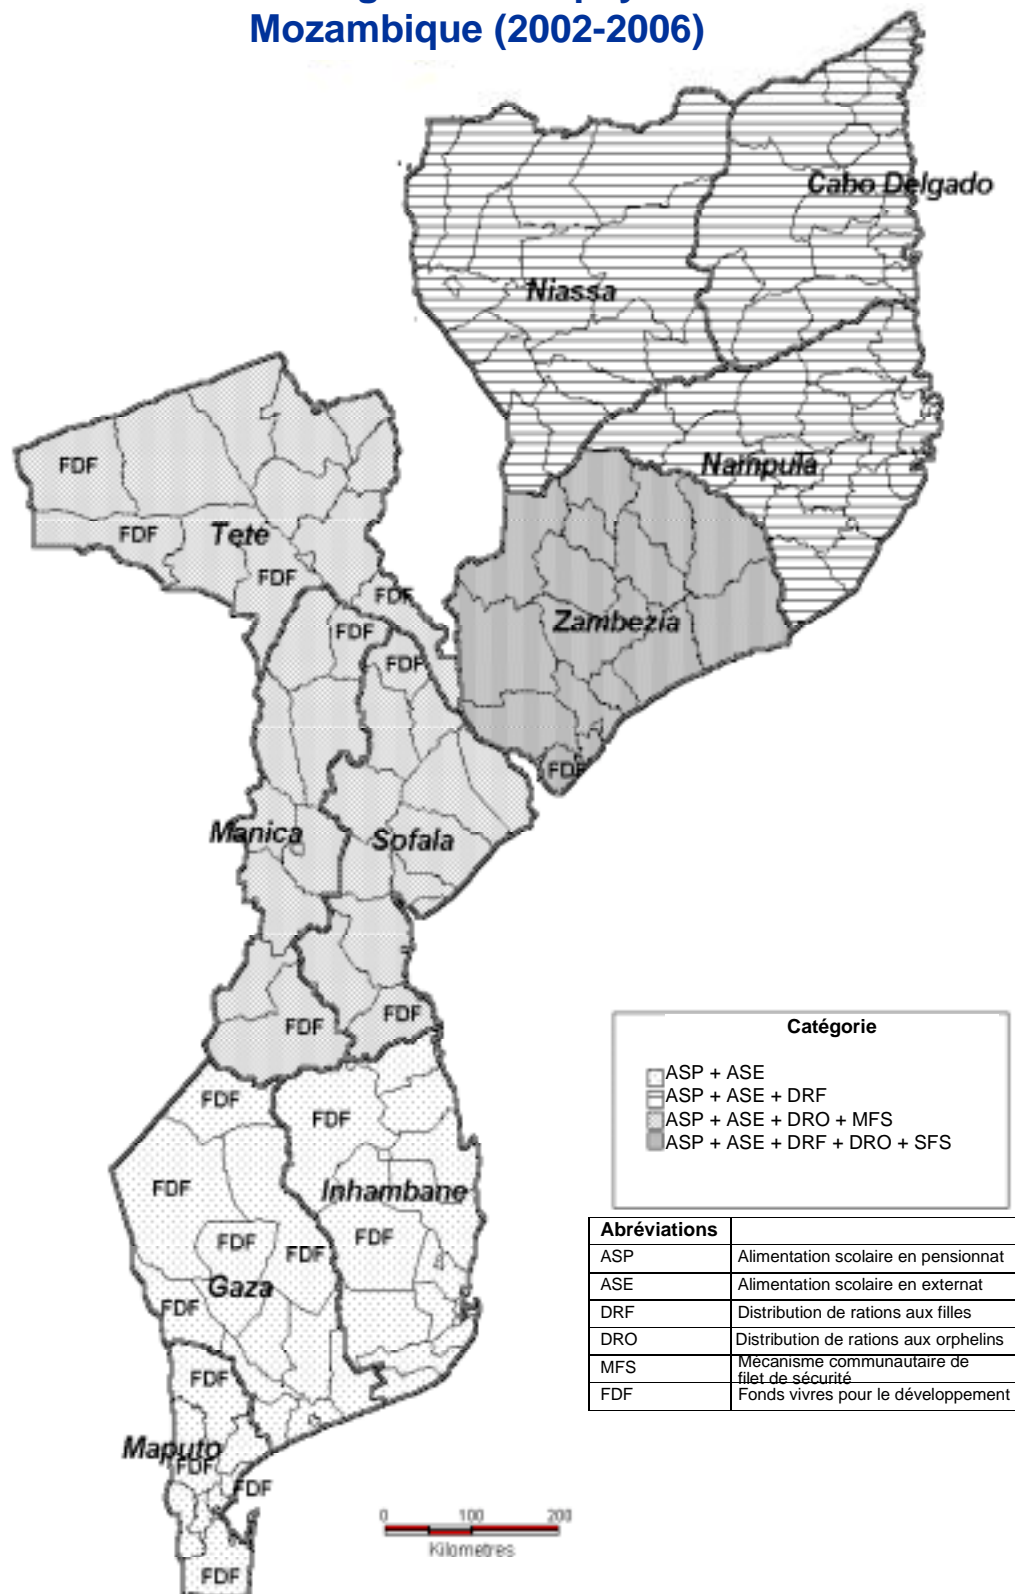 Mozambique (2002-2006)
Cabo Delgado
Niassa
Nampula
FDF
FDF
Tete
FDF
FDF
FDF
Zambezia
FDF
FDF
Manica
Sofala
FDF
FDF
FDF
FDF
FDF
Inhambane
FDF
FDF
FDF
Gaza
FDF
FDF
Maputo
FDF
FDF
FDF
0 100 200
Kilometres
Catégorie
ASP + ASE
ASP + ASE + DRF
ASP + ASE + DRO + MFS
ASP + ASE + DRF + DRO + SFS
Abréviations
ASP Alimentation scolaire en pensionnat
ASE Alimentation scolaire en externat
DRF Distribution de rations aux filles
DRO Distribution de rations aux orphelins
MFS Mécanisme communautaire de
filet de sécurité
FDF Fonds vivres pour le développement